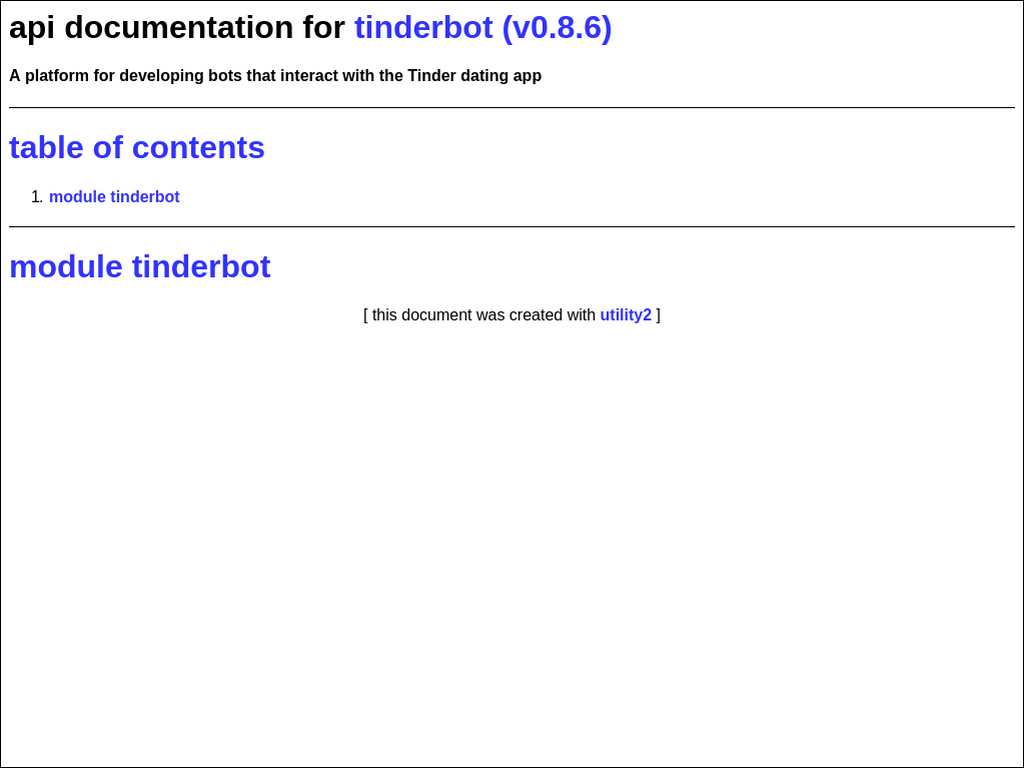 api documentation for tinderbot (v0.8.6)
A platform for developing bots that interact with the Tinder dating app
table of contents
1. module tinderbot
module tinderbot
[ this document was created with utility2 ]